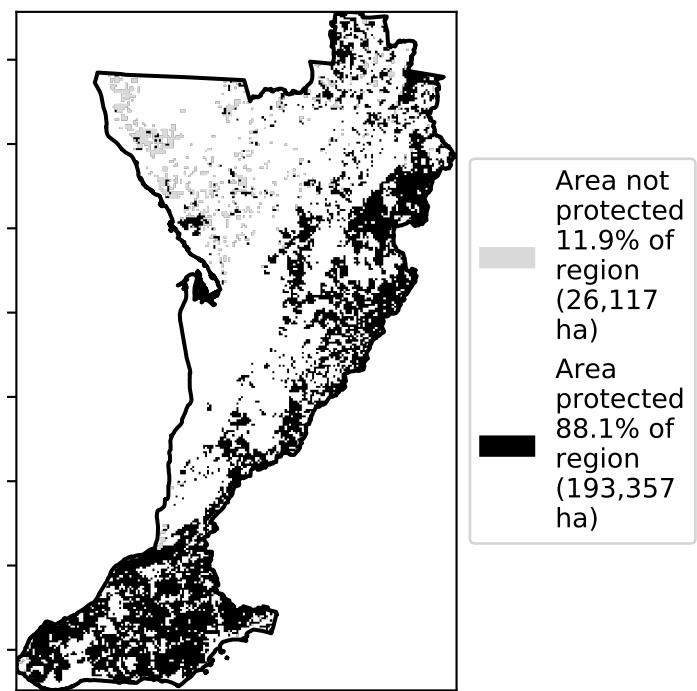 Area not
protected
11.9% of
region
(26,117
ha)
Area
protected
88.1% of
region
(193,357
ha)